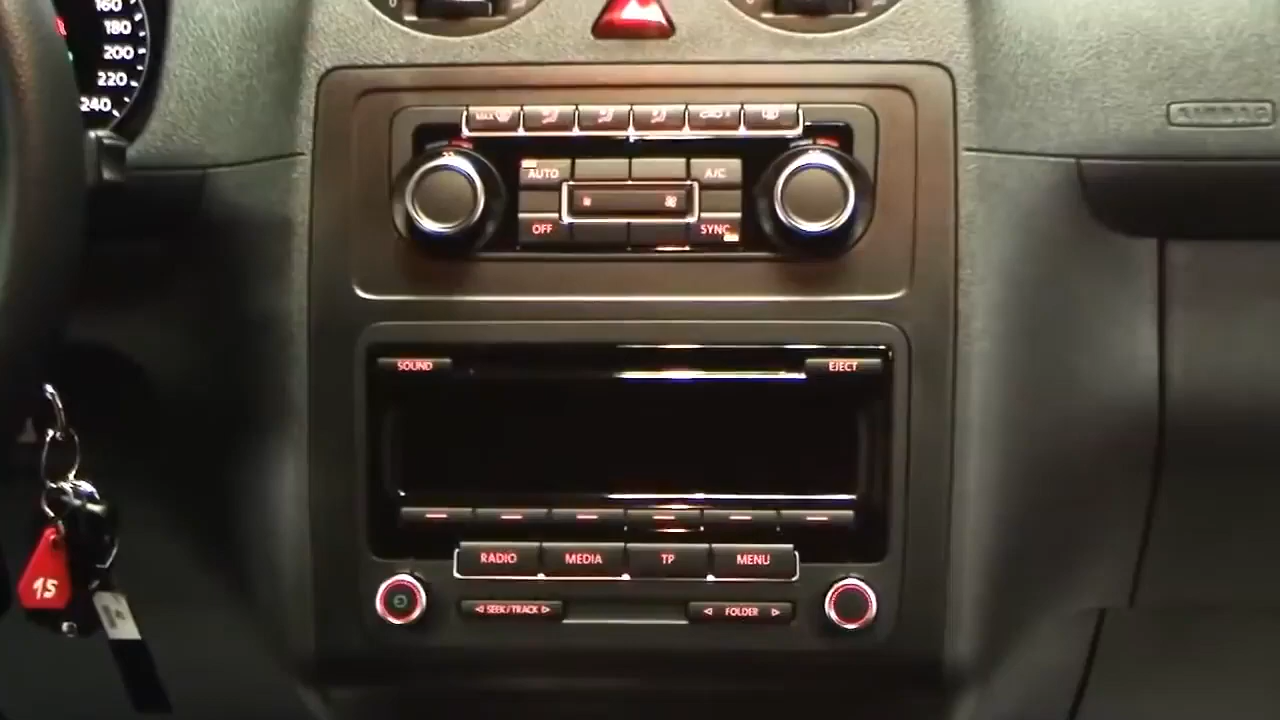 160
180
200
220
240
AIRBAG
MAX
AUTO
A/C
OFF
SYNC
SOUND
EJECT
RADIO
MEDIA
TP
MENU
SEEK/TRACK
FOLDER
15